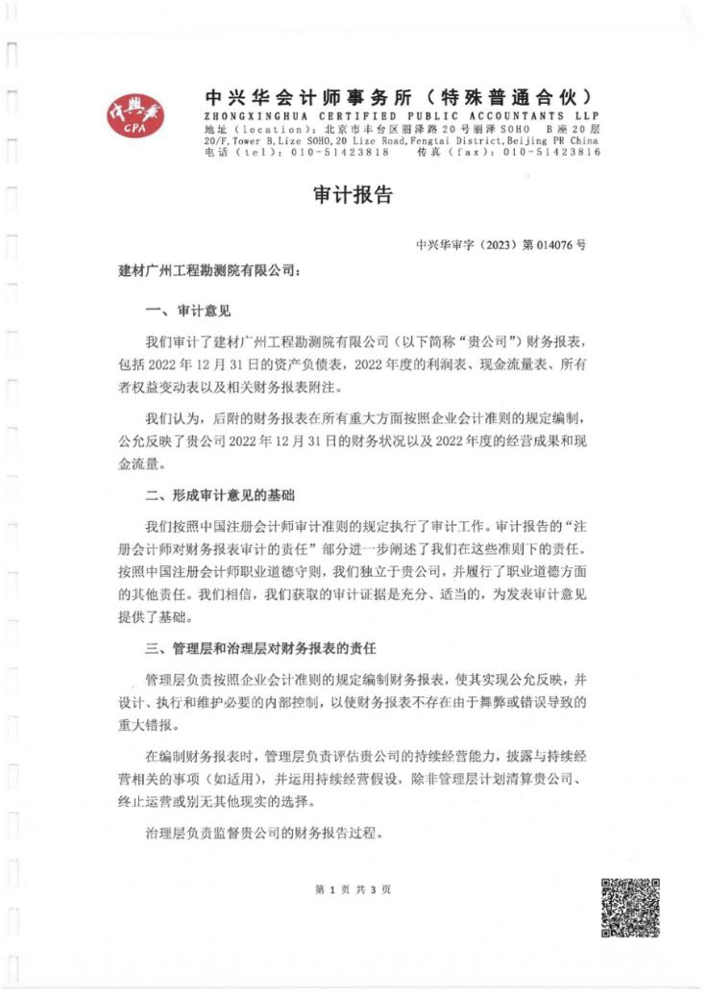 中兴华
CPA
中兴华会计师事务所（特殊普通合伙）
ZHONGXINGHUA CERTIFIED PUBLIC ACCOUNTANTS LLP
地址（location）：北京市丰台区丽泽路20号丽泽SOHO B座20层
20/F,Tower B,Lize SOHO,20 Lize Road,Fengtai District,Beijing PR China
电话（tel）：010-51423818 传真（fax）：010-51423816
审计报告
中兴华审字（2023）第014076号
建材广州工程勘测院有限公司：
一、审计意见
我们审计了建材广州工程勘测院有限公司（以下简称“贵公司”）财务报表，
包括2022年12月31日的资产负债表，2022年度的利润表、现金流量表、所有
者权益变动表以及相关财务报表附注。
我们认为，后附的财务报表在所有重大方面按照企业会计准则的规定编制，
公允反映了贵公司2022年12月31日的财务状况以及2022年度的经营成果和现
金流量。
二、形成审计意见的基础
我们按照中国注册会计师审计准则的规定执行了审计工作。审计报告的“注
册会计师对财务报表审计的责任”部分进一步阐述了我们在这些准则下的责任。
按照中国注册会计师职业道德守则，我们独立于贵公司，并履行了职业道德方面
的其他责任。我们相信，我们获取的审计证据是充分、适当的，为发表审计意见
提供了基础。
三、管理层和治理层对财务报表的责任
管理层负责按照企业会计准则的规定编制财务报表，使其实现公允反映，并
设计、执行和维护必要的内部控制，以使财务报表不存在由于舞弊或错误导致的
重大错报。
在编制财务报表时，管理层负责评估贵公司的持续经营能力，披露与持续经
营相关的事项（如适用），并运用持续经营假设，除非管理层计划清算贵公司、
终止运营或别无其他现实的选择。
治理层负责监督贵公司的财务报告过程。
第 1 页 共 3 页